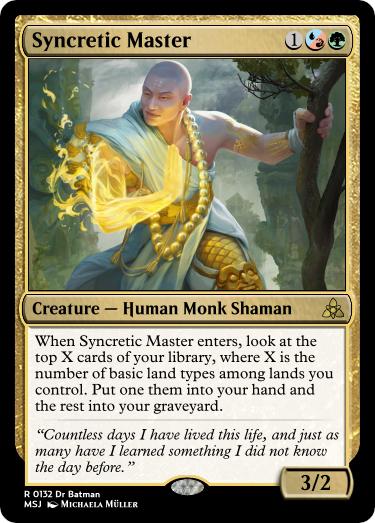 Syncretic Master 1
Creature — Human Monk Shaman
When Syncretic Master enters, look at the
top X cards of your library, where X is the
number of basic land types among lands you
control. Put one them into your hand and
the rest into your graveyard.
“Countless days I have lived this life, and just as
many have I learned something I did not know
the day before.”
3/2
R 0132 Dr Batman
MSJ Michaela Müller